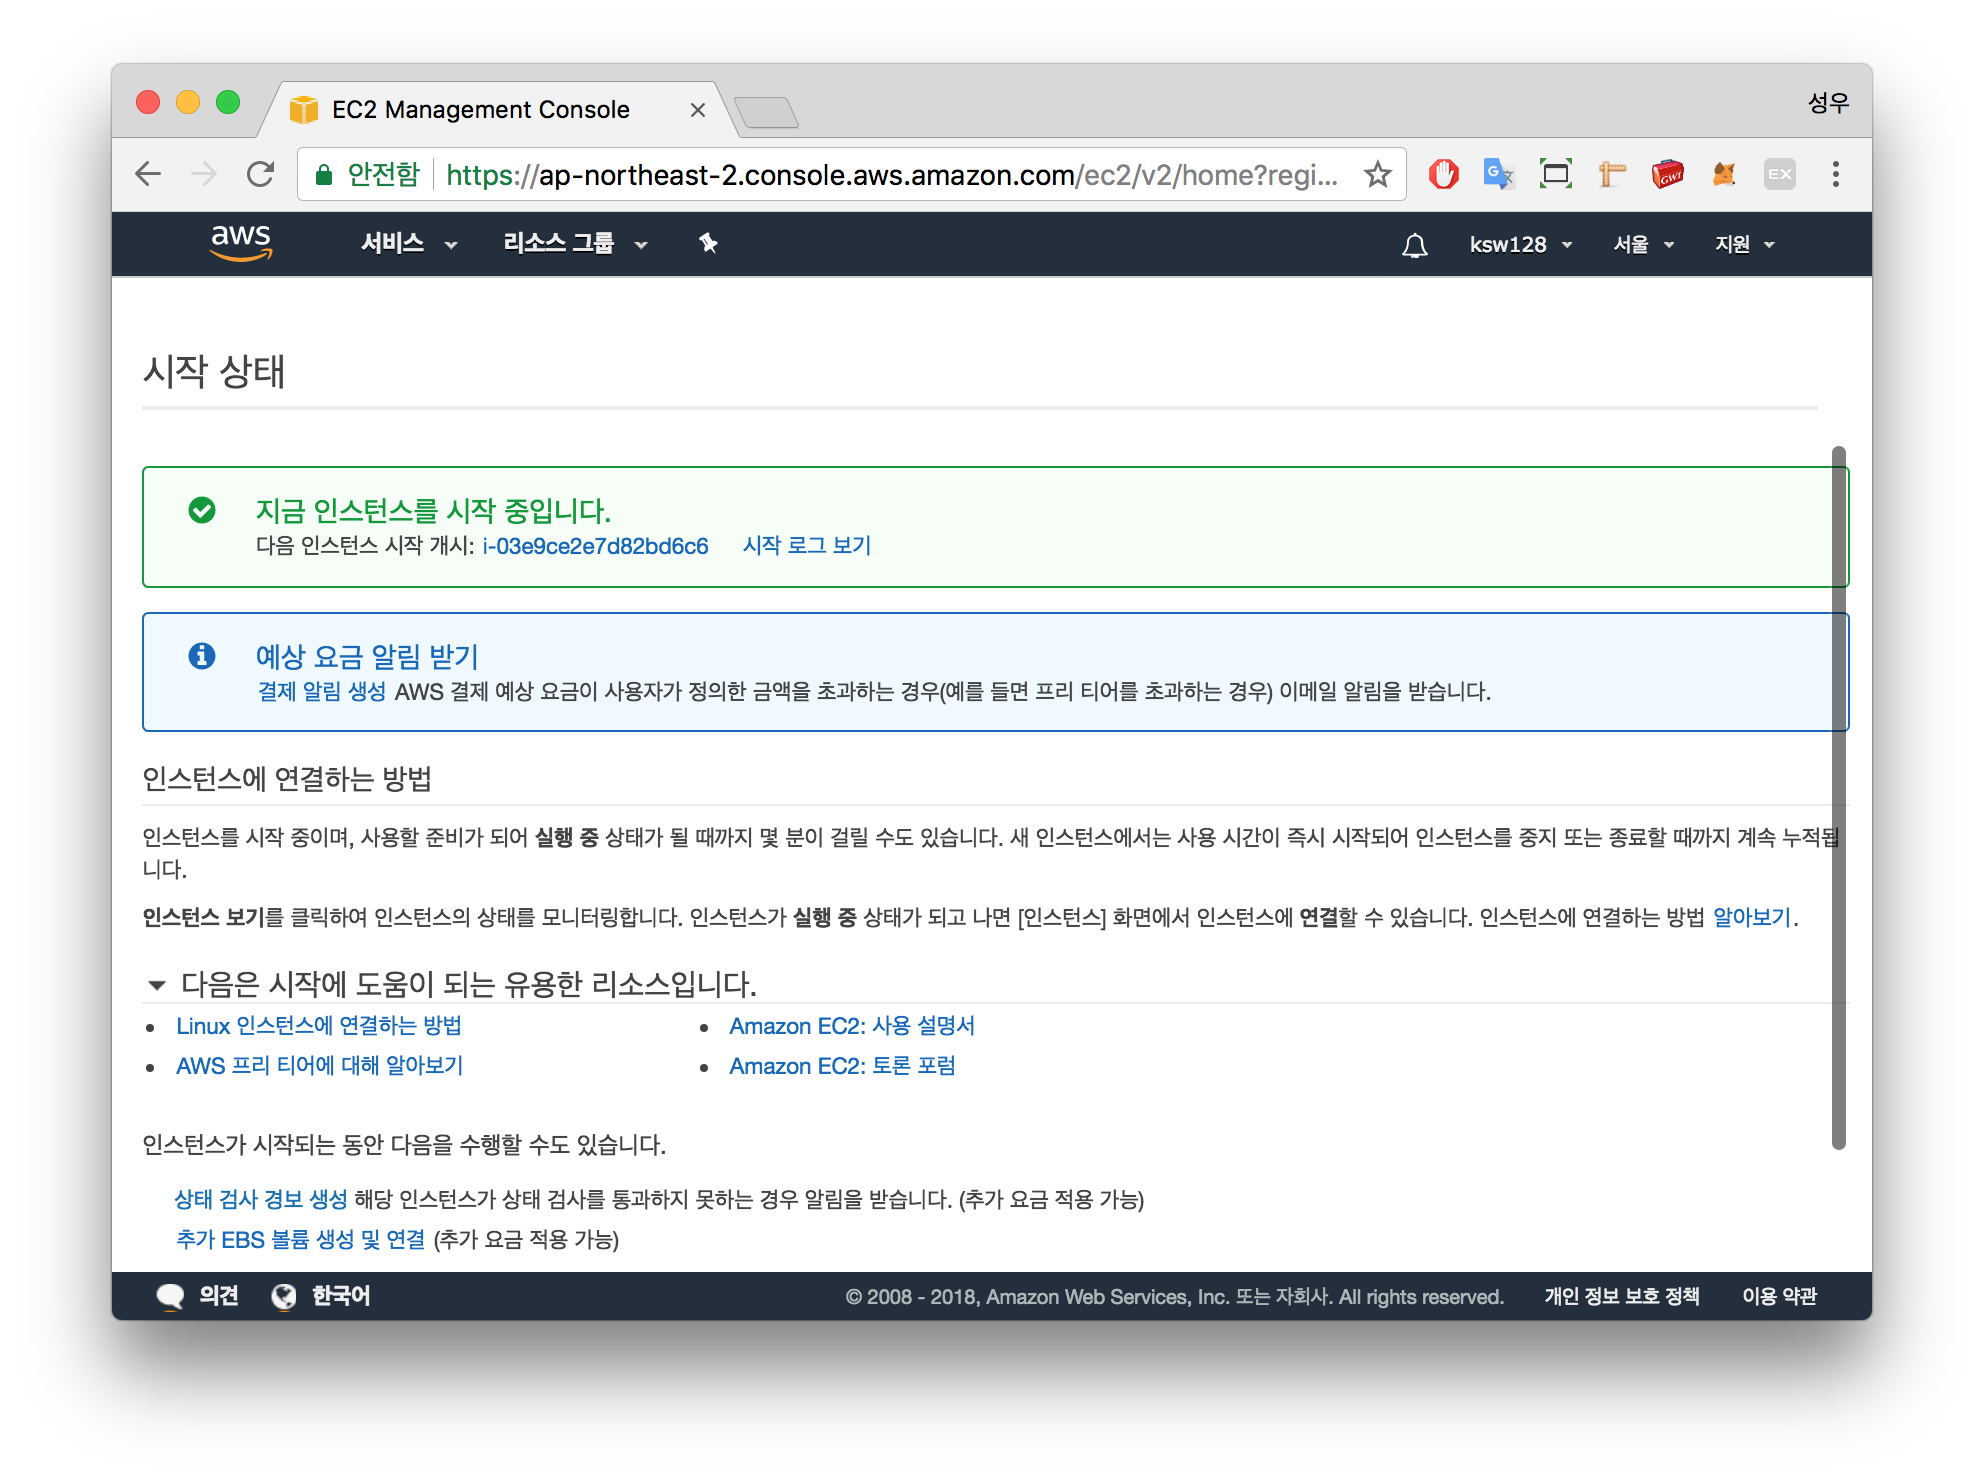 EC2 Management Console
성우
안전함 https://ap-northeast-2.console.aws.amazon.com/ec2/v2/home?regi...
GWT
EX
aws 서비스 리소스 그룹 ksw128 서울 지원
시작 상태
지금 인스턴스를 시작 중입니다.
다음 인스턴스 시작 개시: i-03e9ce2e7d82bd6c6 시작 로그 보기
예상 요금 알림 받기
결제 알림 생성 AWS 결제 예상 요금이 사용자가 정의한 금액을 초과하는 경우(예를 들면 프리 티어를 초과하는 경우) 이메일 알림을 받습니다.
인스턴스에 연결하는 방법
인스턴스를 시작 중이며, 사용할 준비가 되어 실행 중 상태가 될 때까지 몇 분이 걸릴 수도 있습니다. 새 인스턴스에서는 사용 시간이 즉시 시작되어 인스턴스를 중지 또는 종료할 때까지 계속 누적됩
니다.
인스턴스 보기를 클릭하여 인스턴스의 상태를 모니터링합니다. 인스턴스가 실행 중 상태가 되고 나면 [인스턴스] 화면에서 인스턴스에 연결할 수 있습니다. 인스턴스에 연결하는 방법 알아보기.
다음은 시작에 도움이 되는 유용한 리소스입니다.
Linux 인스턴스에 연결하는 방법
Amazon EC2: 사용 설명서
AWS 프리 티어에 대해 알아보기
Amazon EC2: 토론 포럼
인스턴스가 시작되는 동안 다음을 수행할 수도 있습니다.
상태 검사 경보 생성 해당 인스턴스가 상태 검사를 통과하지 못하는 경우 알림을 받습니다. (추가 요금 적용 가능)
추가 EBS 볼륨 생성 및 연결 (추가 요금 적용 가능)
의견 한국어 © 2008 - 2018, Amazon Web Services, Inc. 또는 자회사. All rights reserved. 개인 정보 보호 정책 이용 약관